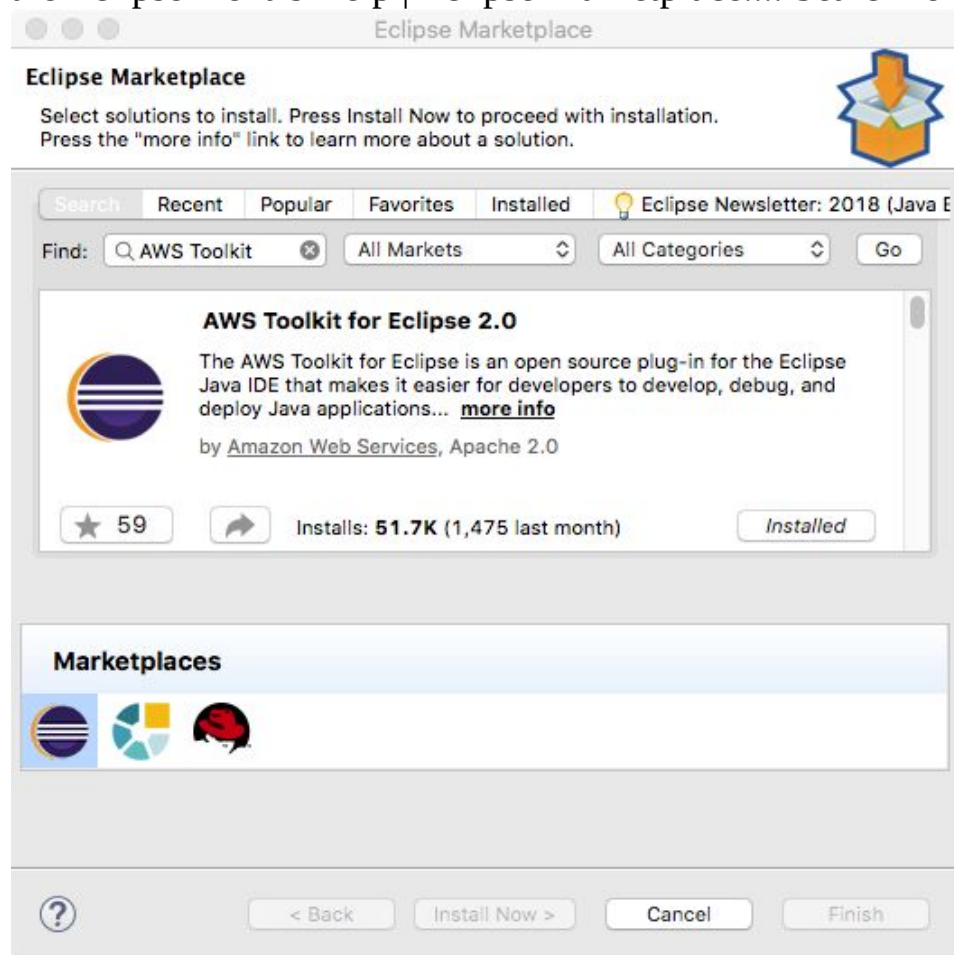 Eclipse Marketplace
Eclipse Marketplace
Select solutions to install. Press Install Now to proceed with installation.
Press the "more info" link to learn more about a solution.
Search Recent Popular Favorites Installed Eclipse Newsletter: 2018 (Java E
Find: AWS Toolkit All Markets All Categories Go
AWS Toolkit for Eclipse 2.0
The AWS Toolkit for Eclipse is an open source plug-in for the Eclipse
Java IDE that makes it easier for developers to develop, debug, and
deploy Java applications... more info
by Amazon Web Services, Apache 2.0
59 Installs: 51.7K (1,475 last month) Installed
Marketplaces
? < Back Install Now > Cancel Finish